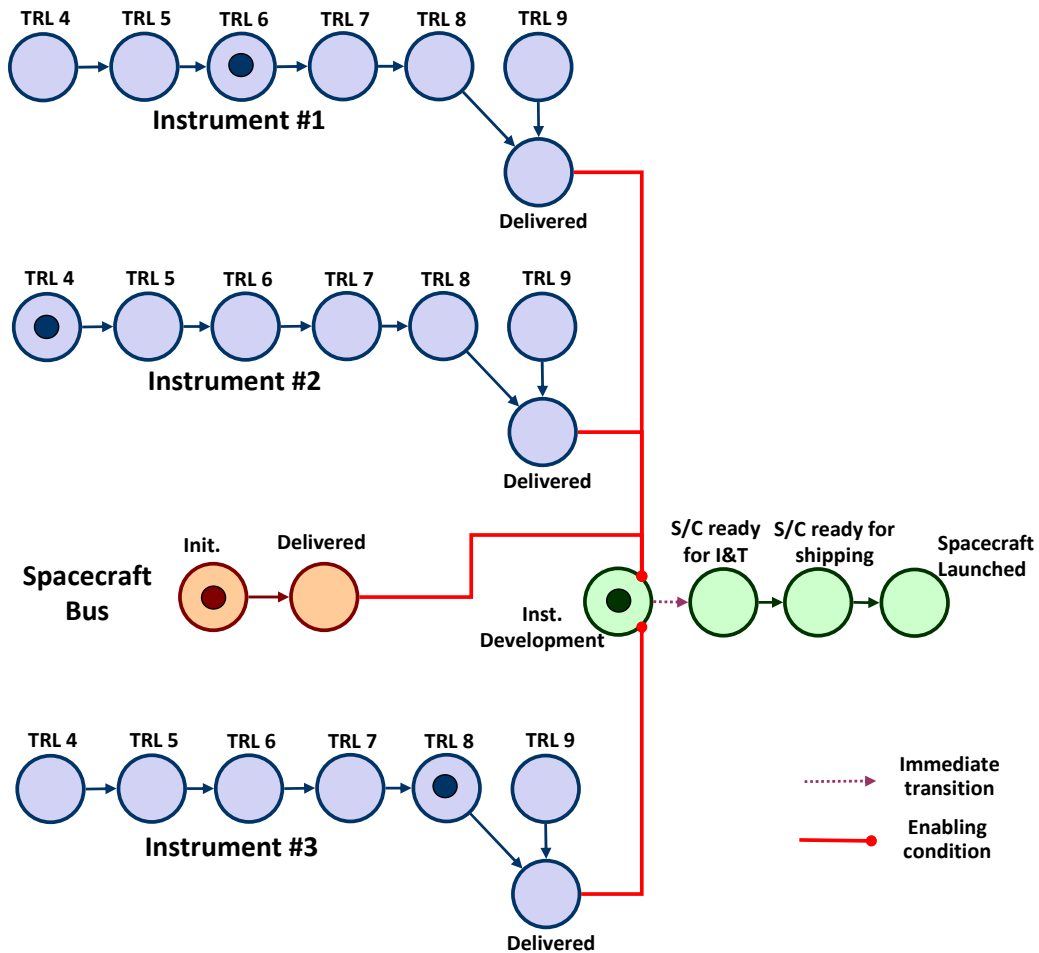 TRL 4
TRL 5
TRL 6
TRL 7
TRL 8
TRL 9
Instrument #1
Delivered
TRL 4
TRL 5
TRL 6
TRL 7
TRL 8
TRL 9
Instrument #2
Delivered
Spacecraft
Bus
Init.
Delivered
Inst.
Development
S/C ready
for I&T
S/C ready for
shipping
Spacecraft
Launched
TRL 4
TRL 5
TRL 6
TRL 7
TRL 8
TRL 9
Instrument #3
Delivered
Immediate
transition
Enabling
condition